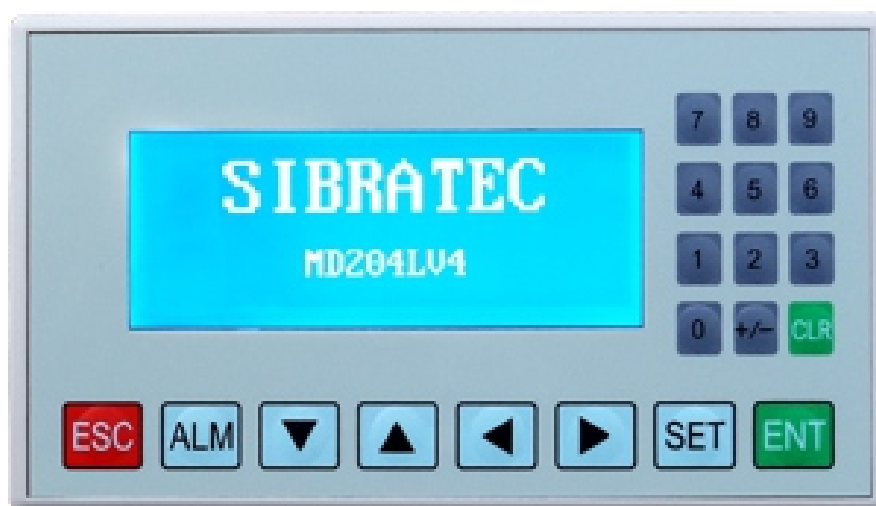 SIBRATEC
MD204LV4
7 8 9
4 5 6
1 2 3
0 +/- CLR
ESC ALM ▼ ▲ ◀ ▶ SET ENT